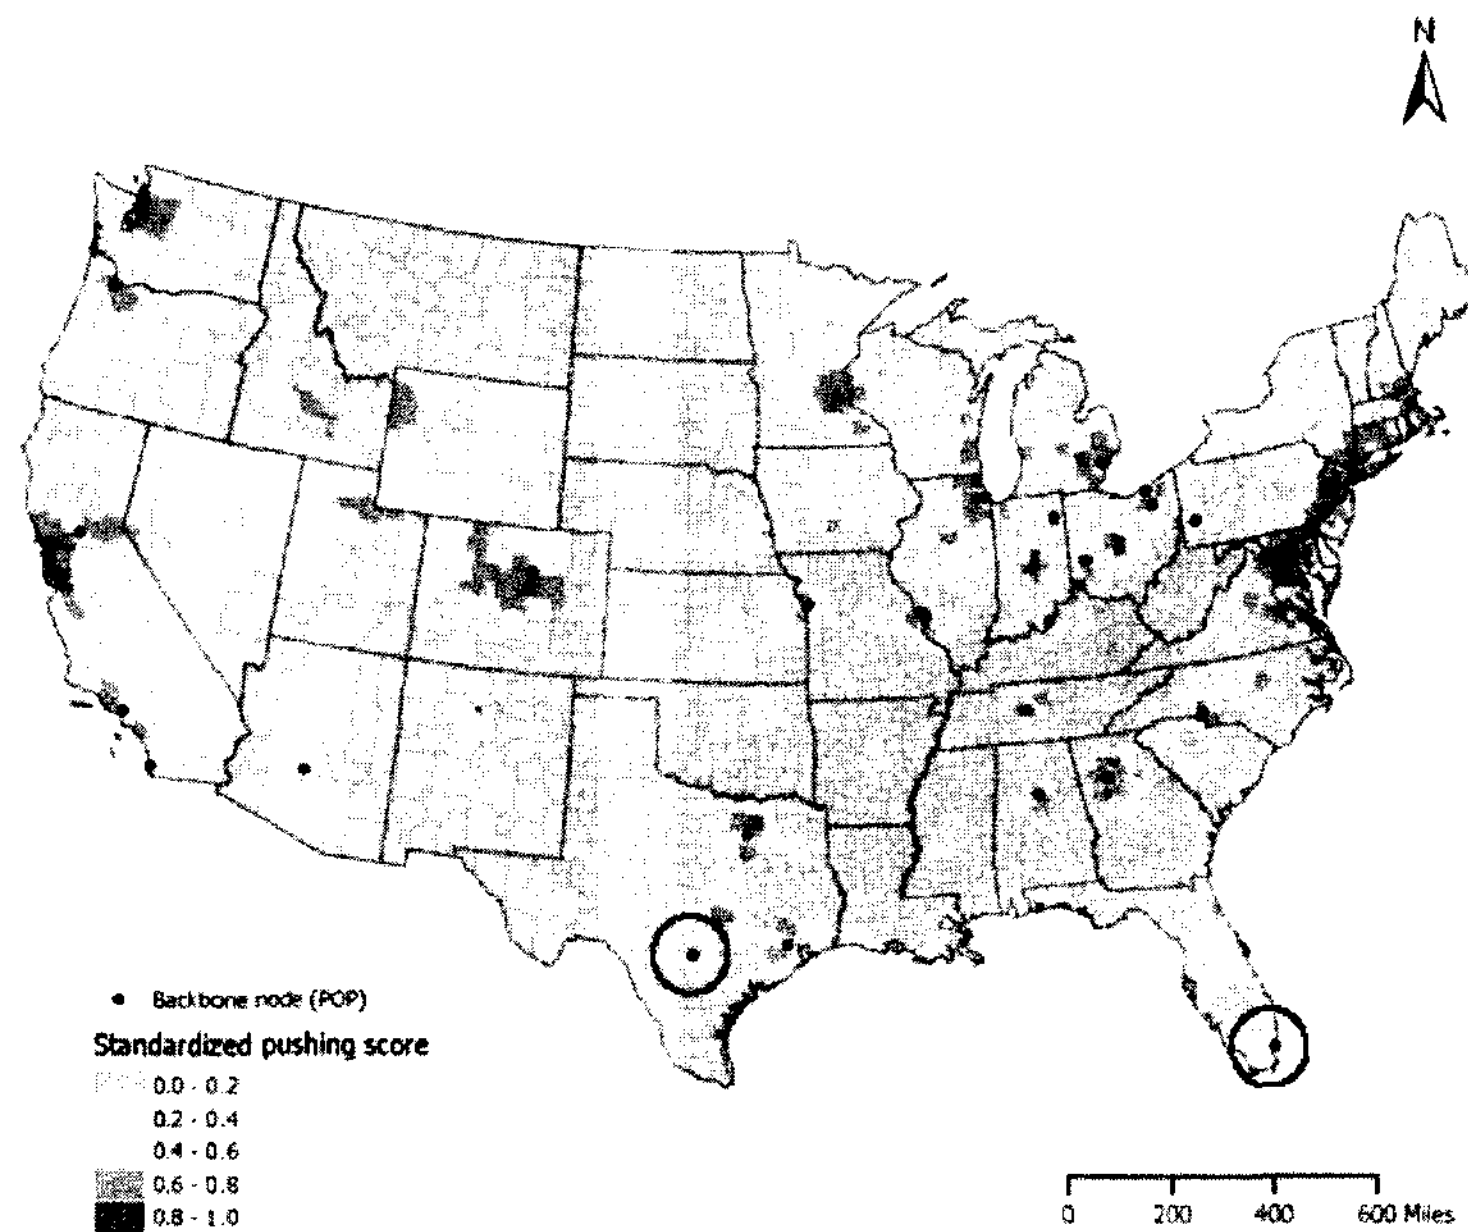 N
Backbone node (POP)
Standardized pushing score
0.0 - 0.2
0.2 - 0.4
0.4 - 0.6
0.6 - 0.8
0.8 - 1.0
0 200 400 600 Miles